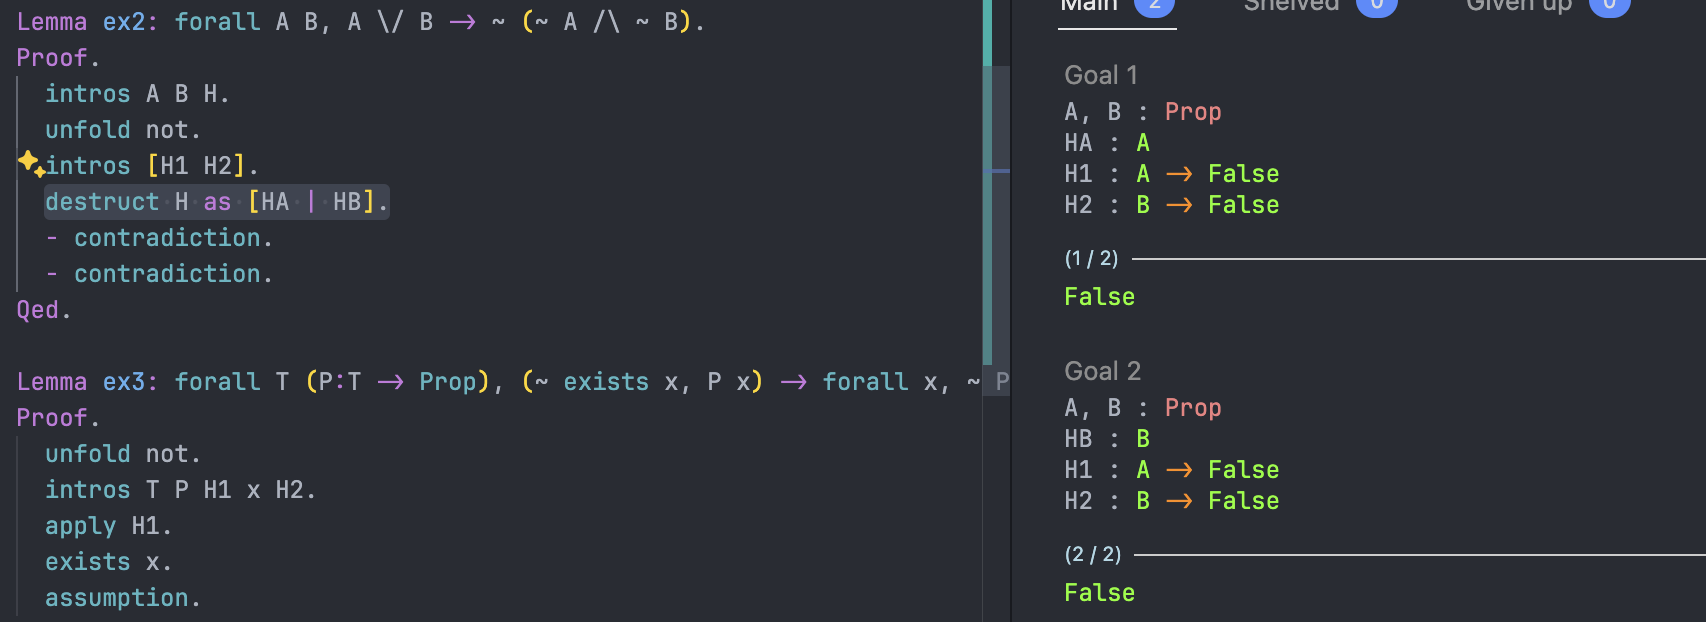 Lemma ex2: forall A B, A \/ B -> ~ (~ A /\ ~ B).
Proof.
intros A B H.
unfold not.
intros [H1 H2].
destruct H as [HA | HB].
- contradiction.
- contradiction.
Qed.
Lemma ex3: forall T (P:T -> Prop), (~ exists x, P x) -> forall x, ~ P
Proof.
unfold not.
intros T P H1 x H2.
apply H1.
exists x.
assumption.
Main 2 Shelved 0 Given up 0
Goal 1
A, B : Prop
HA : A
H1 : A -> False
H2 : B -> False
(1 / 2)
False
Goal 2
A, B : Prop
HB : B
H1 : A -> False
H2 : B -> False
(2 / 2)
False